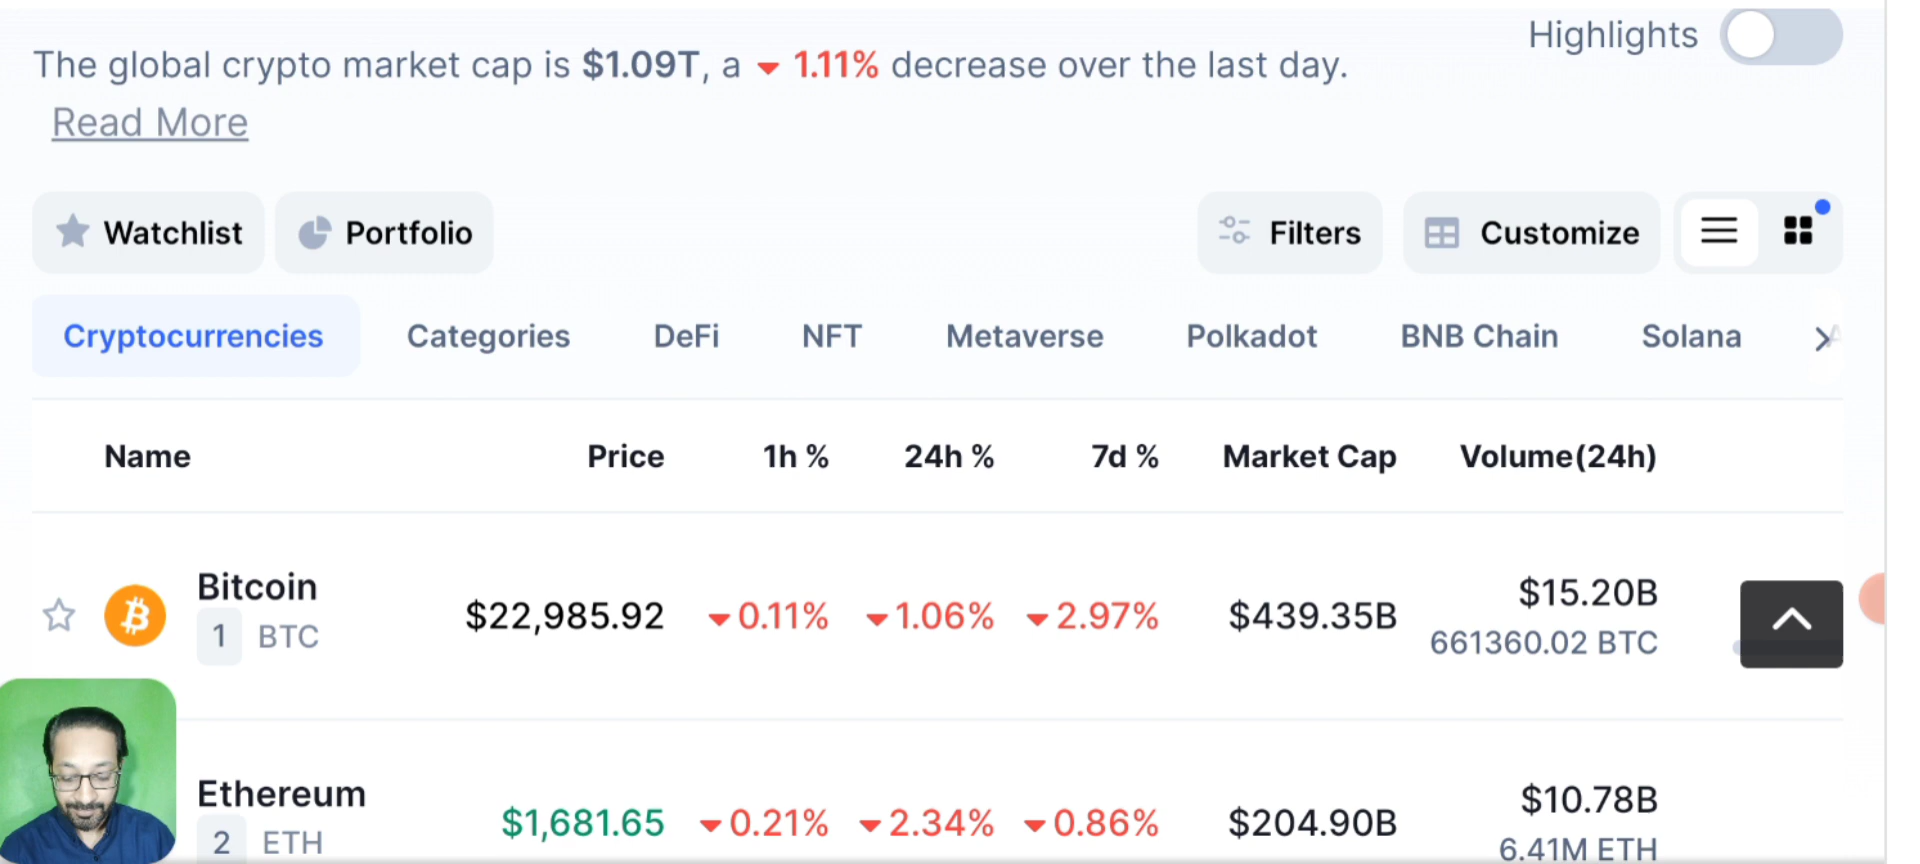 Highlights
The global crypto market cap is $1.09T, a 1.11% decrease over the last day.
Read More
Watchlist Portfolio Filters Customize
Cryptocurrencies Categories DeFi NFT Metaverse Polkadot BNB Chain Solana
Name Price 1h % 24h % 7d % Market Cap Volume(24h)
Bitcoin $22,985.92 0.11% 1.06% 2.97% $439.35B $15.20B
1 BTC 661360.02 BTC
Ethereum $1,681.65 0.21% 2.34% 0.86% $204.90B $10.78B
2 ETH 6.41M ETH